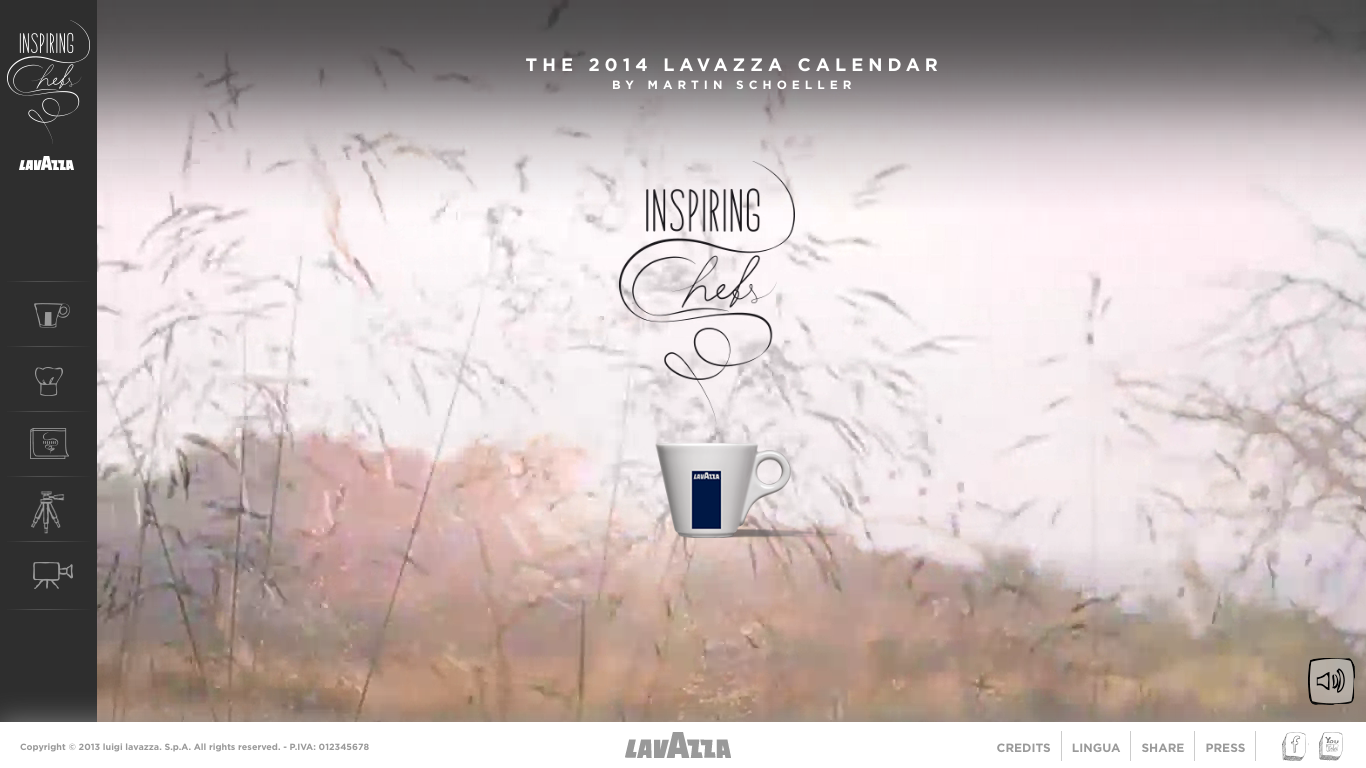 INSPIRING
Chefs
LAVAZZA
THE 2014 LAVAZZA CALENDAR
BY MARTIN SCHOELLER
INSPIRING
Chefs
LAVAZZA
Copyright © 2013 luigi lavazza. S.p.A. All rights reserved. - P.IVA: 012345678
LAVAZZA
CREDITS
LINGUA
SHARE
PRESS
f
You